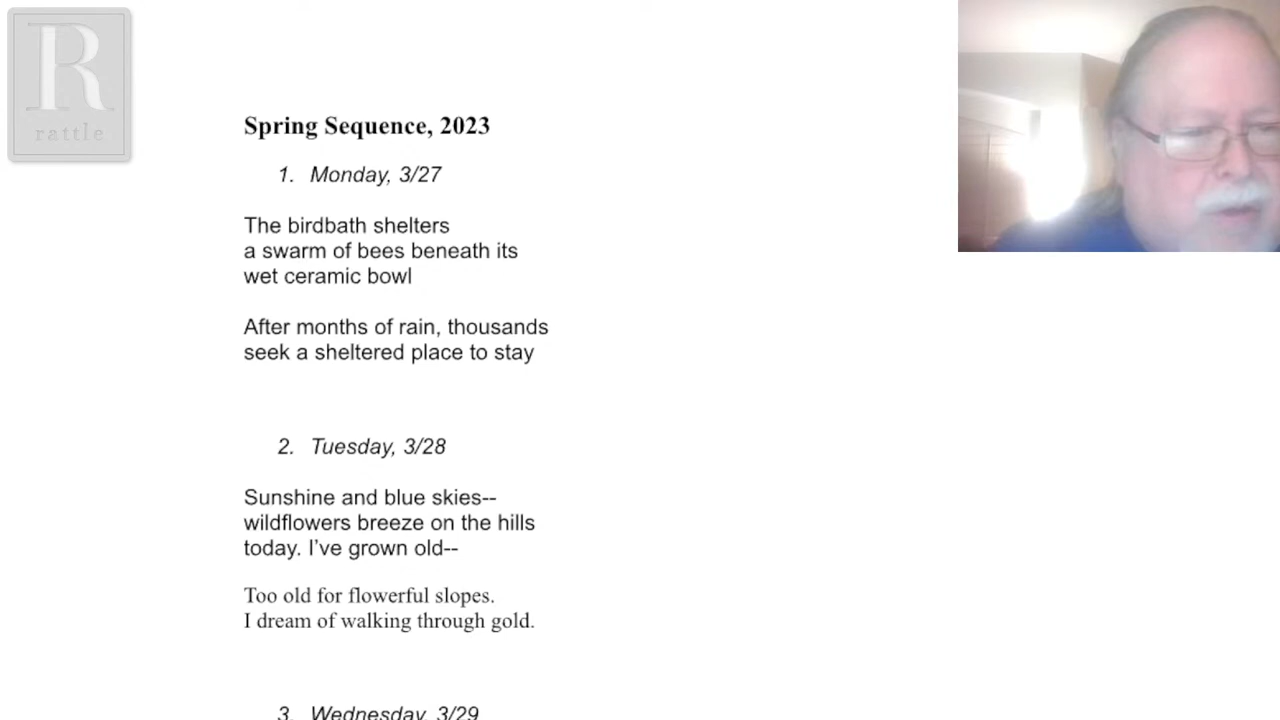 R
rattle
Spring Sequence, 2023
1. Monday, 3/27
The birdbath shelters
a swarm of bees beneath its
wet ceramic bowl
After months of rain, thousands
seek a sheltered place to stay
2. Tuesday, 3/28
Sunshine and blue skies--
wildflowers breeze on the hills
today. I've grown old--
Too old for flowerful slopes.
I dream of walking through gold.
3. Wednesday, 3/29